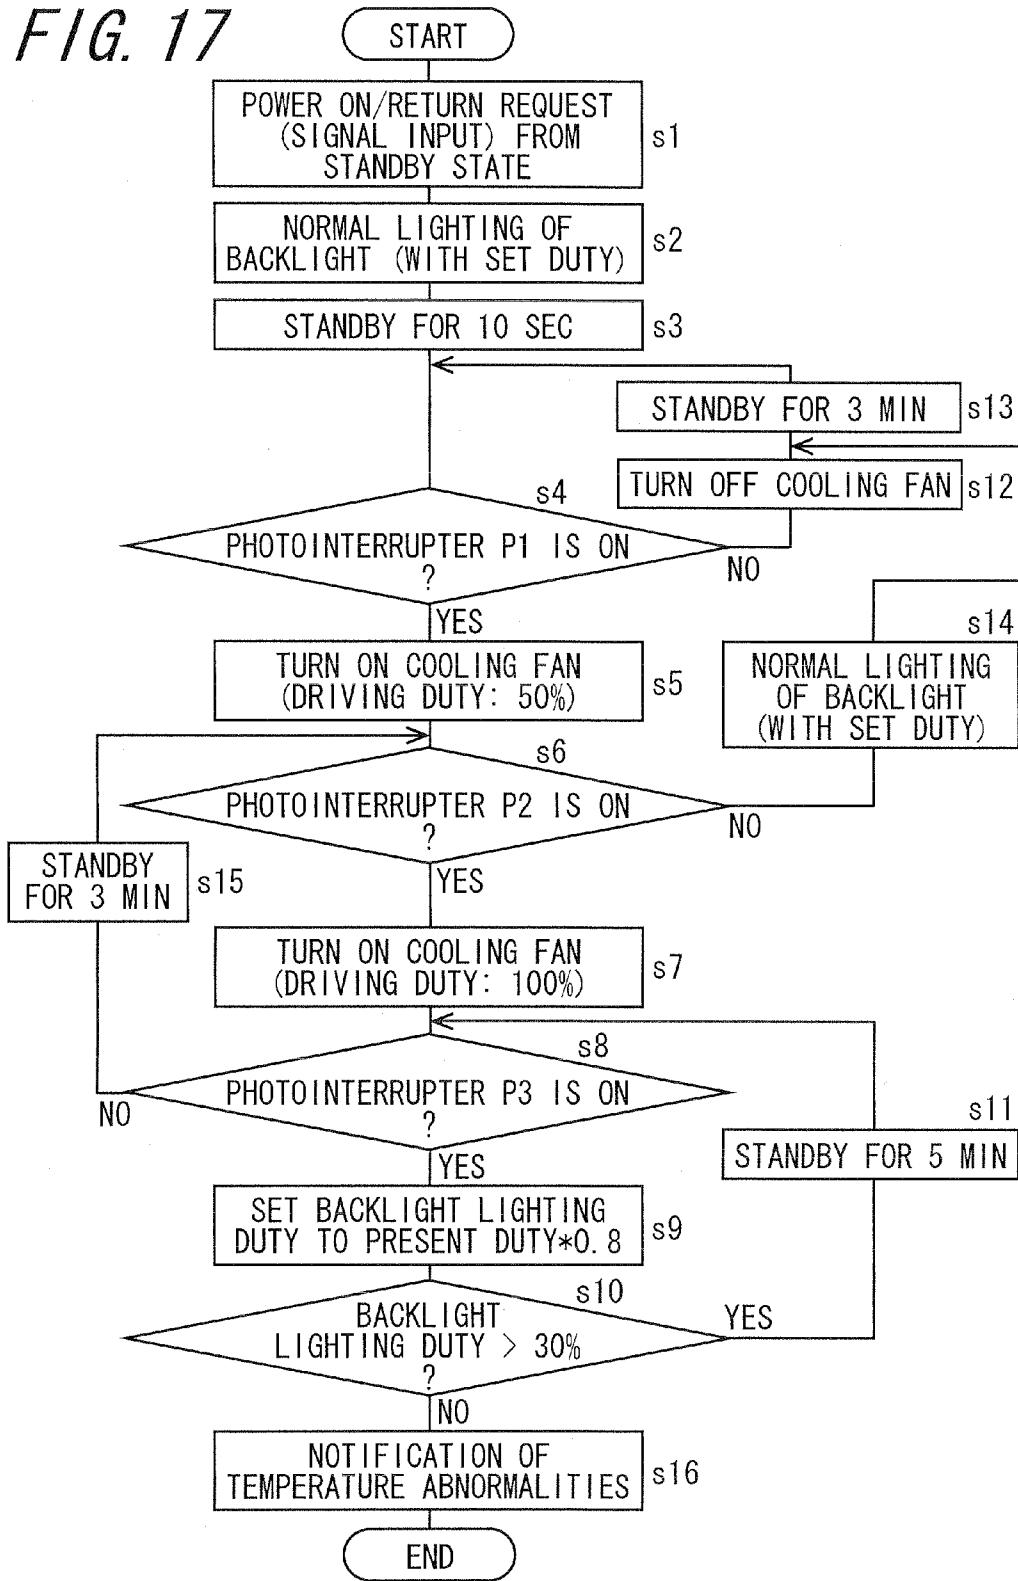 FIG. 17
START
POWER ON/RETURN REQUEST
(SIGNAL INPUT) FROM
STANDBY STATE
s1
NORMAL LIGHTING OF
BACKLIGHT (WITH SET DUTY)
s2
STANDBY FOR 10 SEC
s3
STANDBY FOR 3 MIN
s13
TURN OFF COOLING FAN
s12
s4
PHOTOINTERRUPTER P1 IS ON
?
NO
YES
TURN ON COOLING FAN
(DRIVING DUTY: 50%)
s5
s14
NORMAL LIGHTING
OF BACKLIGHT
(WITH SET DUTY)
s6
PHOTOINTERRUPTER P2 IS ON
?
NO
YES
STANDBY
FOR 3 MIN
s15
TURN ON COOLING FAN
(DRIVING DUTY: 100%)
s7
s8
PHOTOINTERRUPTER P3 IS ON
?
NO
YES
s11
STANDBY FOR 5 MIN
SET BACKLIGHT LIGHTING
DUTY TO PRESENT DUTY*0.8
s9
s10
BACKLIGHT
LIGHTING DUTY > 30%
?
YES
NO
NOTIFICATION OF
TEMPERATURE ABNORMALITIES
s16
END